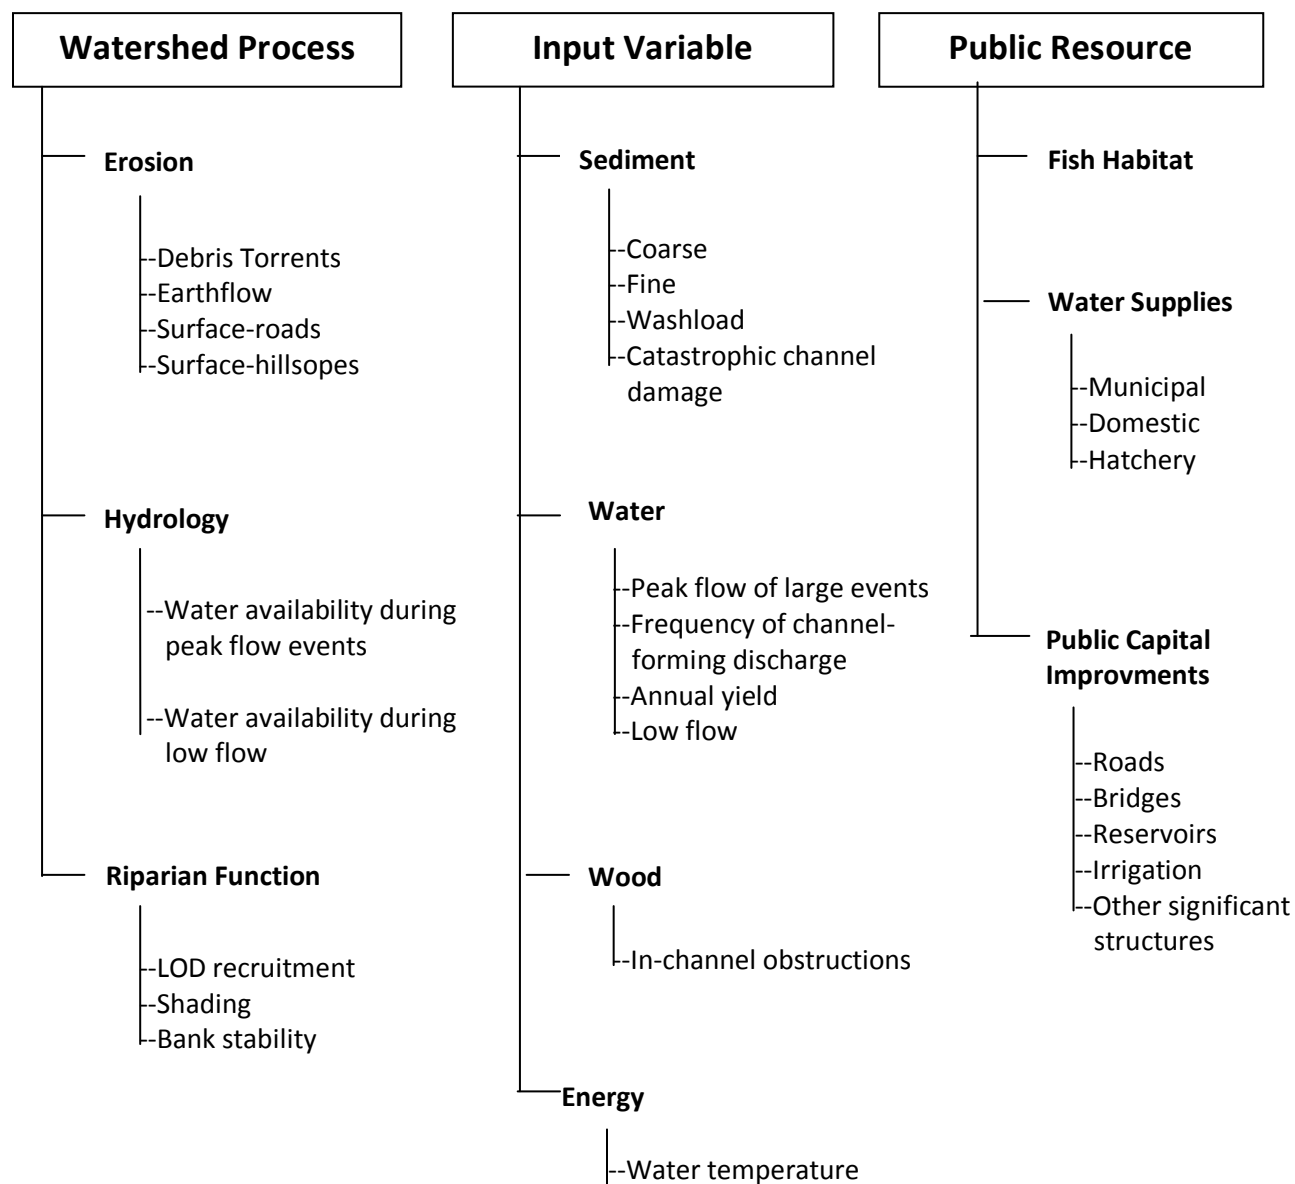 Watershed Process
Erosion
--Debris Torrents
--Earthflow
--Surface-roads
--Surface-hillsopes
Hydrology
--Water availability during
peak flow events
--Water availability during
low flow
Riparian Function
--LOD recruitment
--Shading
--Bank stability
Input Variable
Sediment
--Coarse
--Fine
--Washload
--Catastrophic channel
damage
Water
--Peak flow of large events
--Frequency of channel-
forming discharge
--Annual yield
--Low flow
Wood
--In-channel obstructions
Energy
--Water temperature
Public Resource
Fish Habitat
Water Supplies
--Municipal
--Domestic
--Hatchery
Public Capital
Improvments
--Roads
--Bridges
--Reservoirs
--Irrigation
--Other significant
structures